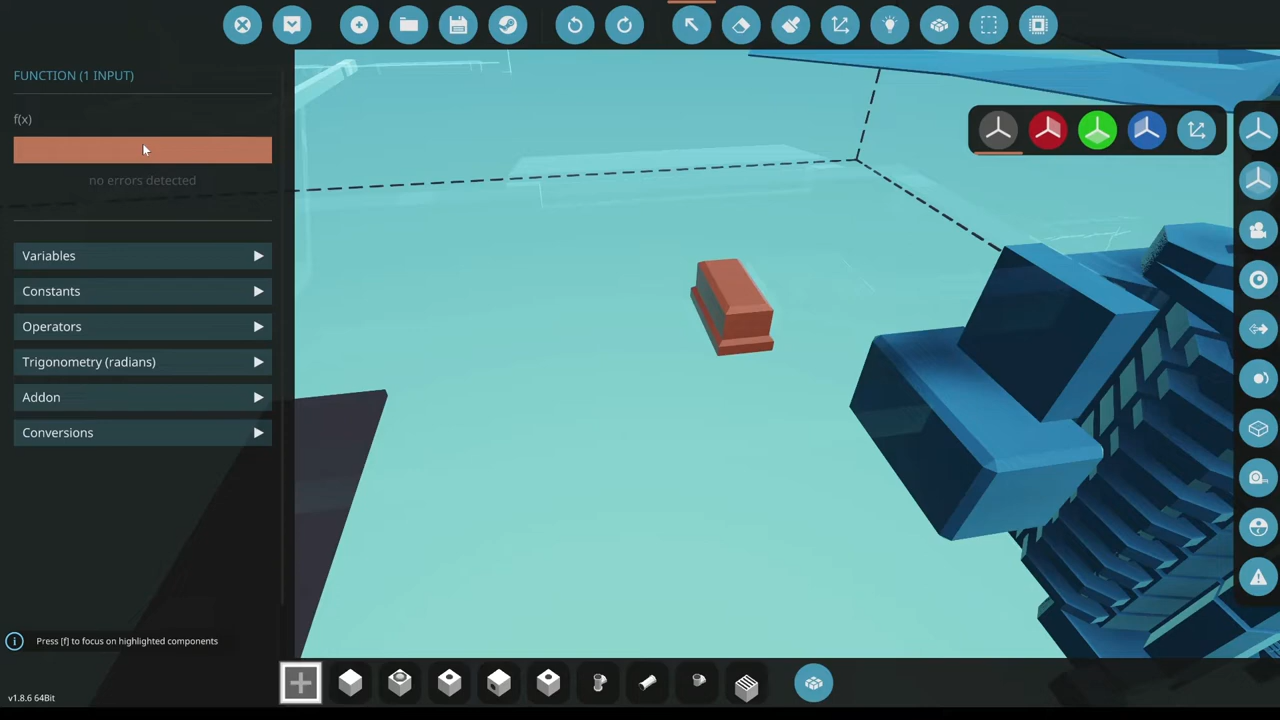 FUNCTION (1 INPUT)
f(x)
no errors detected
Variables
Constants
Operators
Trigonometry (radians)
Addon
Conversions
Press [f] to focus on highlighted components
v1.8.6 64Bit